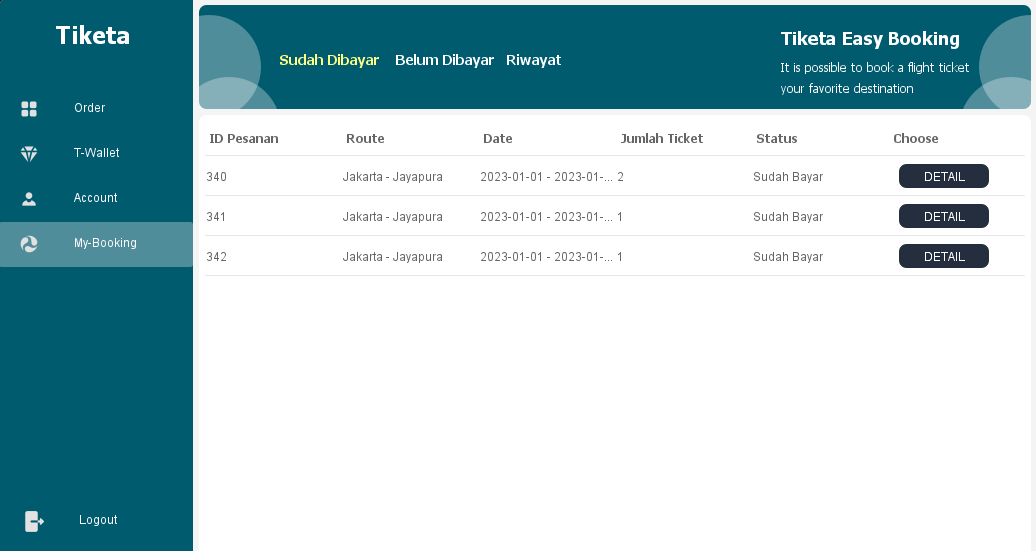 Tiketa
Order
T-Wallet
Account
My-Booking
Logout
Sudah Dibayar Belum Dibayar Riwayat
Tiketa Easy Booking
It is possible to book a flight ticket
your favorite destination
ID Pesanan Route Date Jumlah Ticket Status Choose
340 Jakarta - Jayapura 2023-01-01 - 2023-01-... 2 Sudah Bayar DETAIL
341 Jakarta - Jayapura 2023-01-01 - 2023-01-... 1 Sudah Bayar DETAIL
342 Jakarta - Jayapura 2023-01-01 - 2023-01-... 1 Sudah Bayar DETAIL